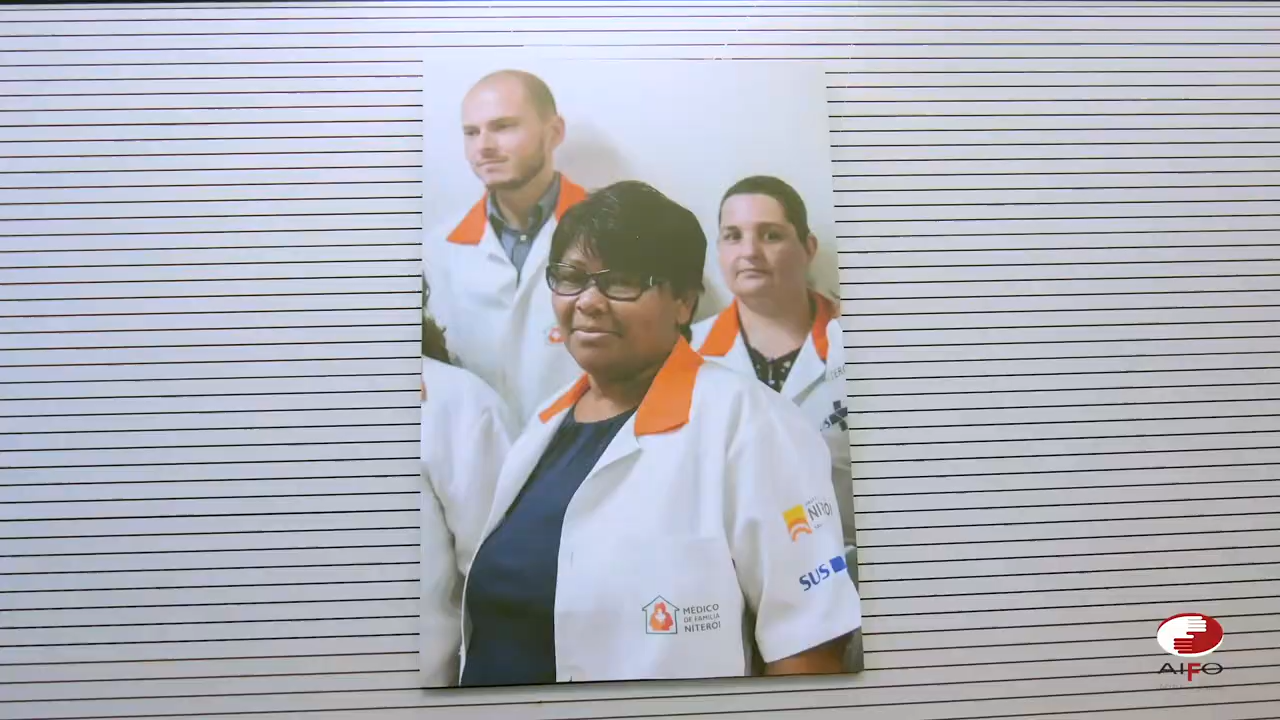 NITERÓI
SUS
MÉDICO
DE FAMÍLIA
NITERÓI
AIFO